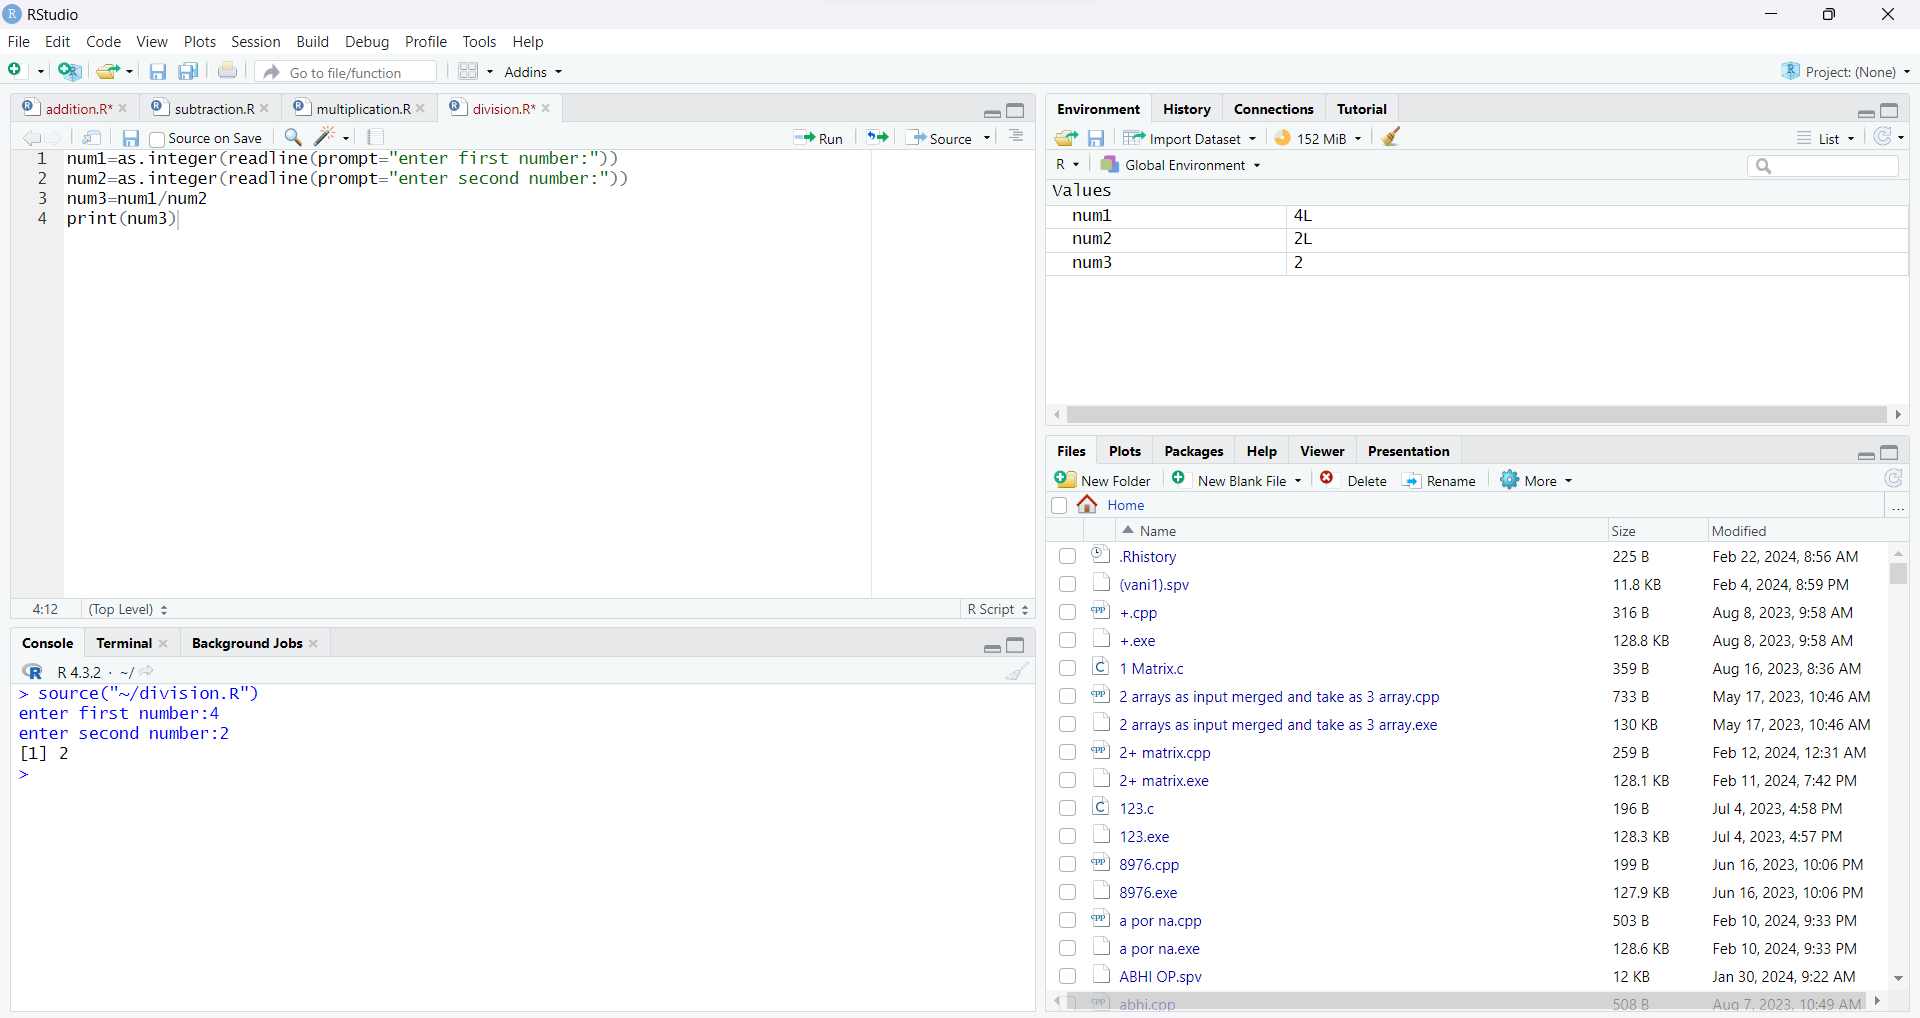 RStudio
File Edit Code View Plots Session Build Debug Profile Tools Help
Go to file/function Addins Project: (None)
addition.R* subtraction.R multiplication.R division.R*
Source on Save Run Source
1 num1=as.integer(readline(prompt="enter first number:"))
2 num2=as.integer(readline(prompt="enter second number:"))
3 num3=num1/num2
4 print(num3)
4:12 (Top Level) R Script
Console Terminal Background Jobs
R 4.3.2 · ~/
> source("~/division.R")
enter first number:4
enter second number:2
[1] 2
>
Environment History Connections Tutorial
Import Dataset 152 MiB List
R Global Environment
Values
num1 4L
num2 2L
num3 2
Files Plots Packages Help Viewer Presentation
New Folder New Blank File Delete Rename More
Home ...
Name Size Modified
.Rhistory 225 B Feb 22, 2024, 8:56 AM
(vani1).spv 11.8 KB Feb 4, 2024, 8:59 PM
+.cpp 316 B Aug 8, 2023, 9:58 AM
+.exe 128.8 KB Aug 8, 2023, 9:58 AM
1 Matrix.c 359 B Aug 16, 2023, 8:36 AM
2 arrays as input merged and take as 3 array.cpp 733 B May 17, 2023, 10:46 AM
2 arrays as input merged and take as 3 array.exe 130 KB May 17, 2023, 10:46 AM
2+ matrix.cpp 259 B Feb 12, 2024, 12:31 AM
2+ matrix.exe 128.1 KB Feb 11, 2024, 7:42 PM
123.c 196 B Jul 4, 2023, 4:58 PM
123.exe 128.3 KB Jul 4, 2023, 4:57 PM
8976.cpp 199 B Jun 16, 2023, 10:06 PM
8976.exe 127.9 KB Jun 16, 2023, 10:06 PM
a por na.cpp 503 B Feb 10, 2024, 9:33 PM
a por na.exe 128.6 KB Feb 10, 2024, 9:33 PM
ABHI OP.spv 12 KB Jan 30, 2024, 9:22 AM
abhi.cpp 508 B Aug 7, 2023, 10:49 AM